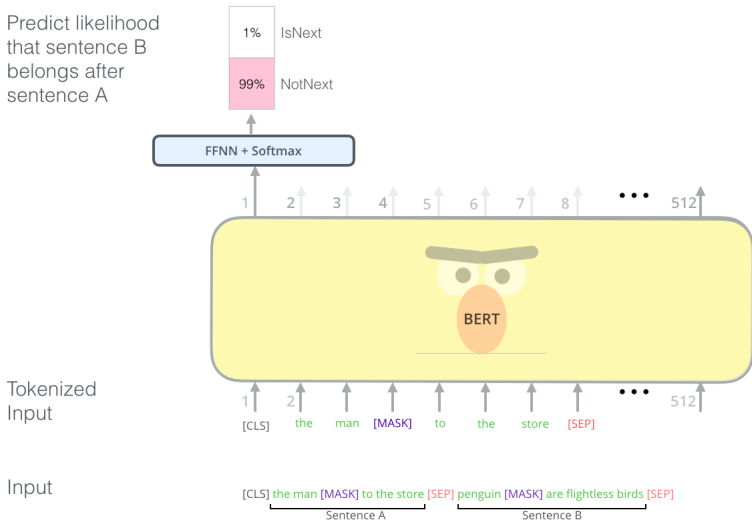 Predict likelihood
that sentence B
belongs after
sentence A
1% IsNext
99% NotNext
FFNN + Softmax
1 2 3 4 5 6 7 8 ••• 512
BERT
Tokenized
Input
1 2 ••• 512
[CLS] the man [MASK] to the store [SEP]
Input
[CLS] the man [MASK] to the store [SEP] penguin [MASK] are flightless birds [SEP]
Sentence A Sentence B